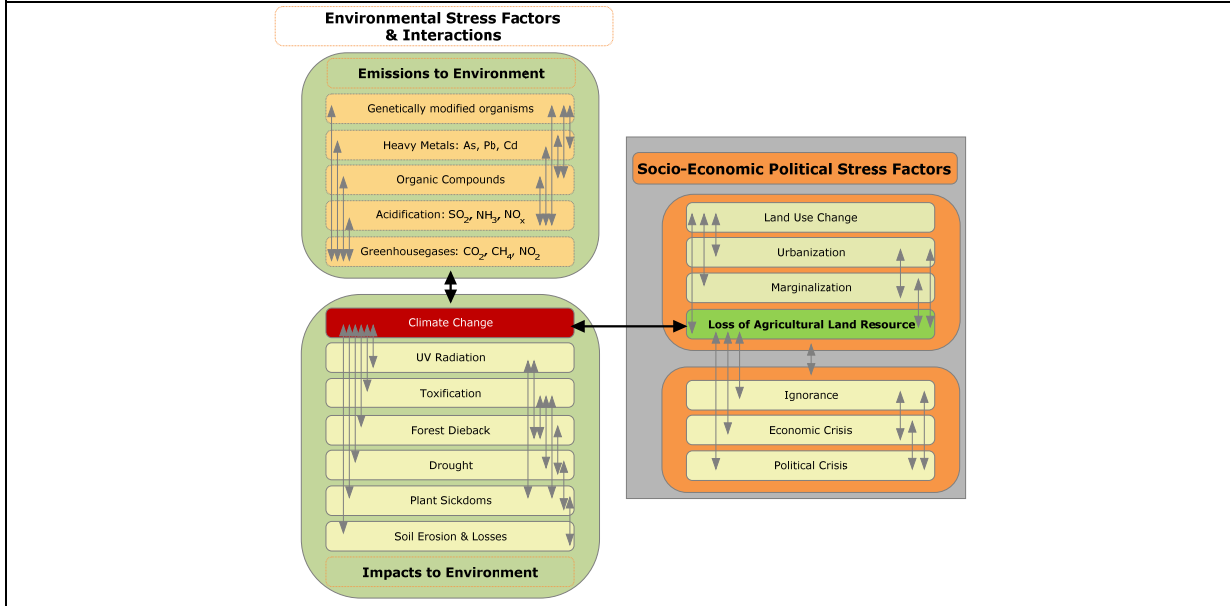 Environmental Stress Factors
& Interactions
Emissions to Environment
Genetically modified organisms
Heavy Metals: As, Pb, Cd
Organic Compounds
Acidification: SO₂, NH₃, NOₓ
Greenhousegases: CO₂, CH₄, NO₂
Climate Change
UV Radiation
Toxification
Forest Dieback
Drought
Plant Sickdoms
Soil Erosion & Losses
Impacts to Environment
Socio-Economic Political Stress Factors
Land Use Change
Urbanization
Marginalization
Loss of Agricultural Land Resource
Ignorance
Economic Crisis
Political Crisis